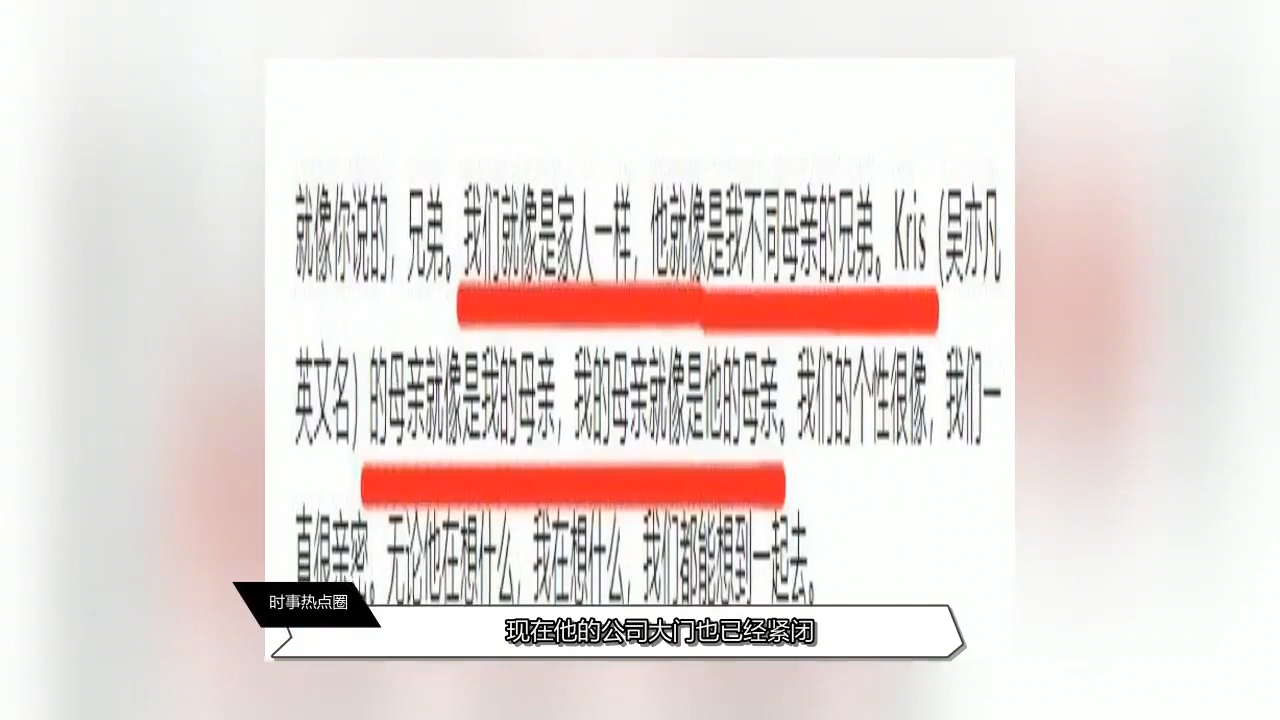 就像你说的，兄弟。我们就像是家人一样，他就像是我不同母亲的兄弟。Kris（吴亦凡
英文名）的母亲就像是我的母亲，我的母亲就像是他的母亲。我们的个性很像，我们一
直很亲密。无论他在想什么，我在想什么，我们都能想到一起去。
时事热点圈
现在他的公司大门也已经紧闭